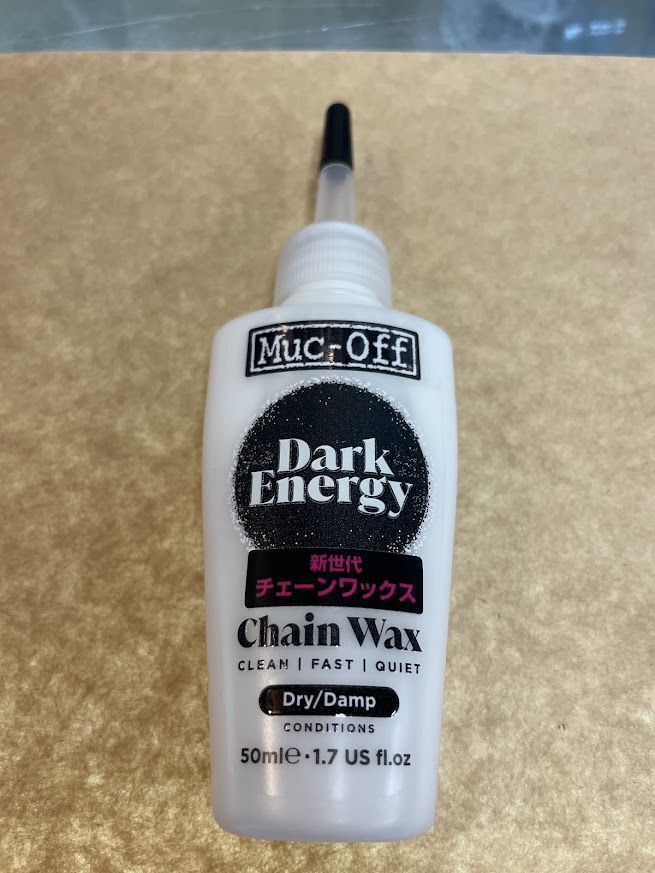 Muc-Off
Dark
Energy
新世代
チェーンワックス
Chain Wax
CLEAN | FAST | QUIET
Dry/Damp
CONDITIONS
50ml℮·1.7 US fl.oz